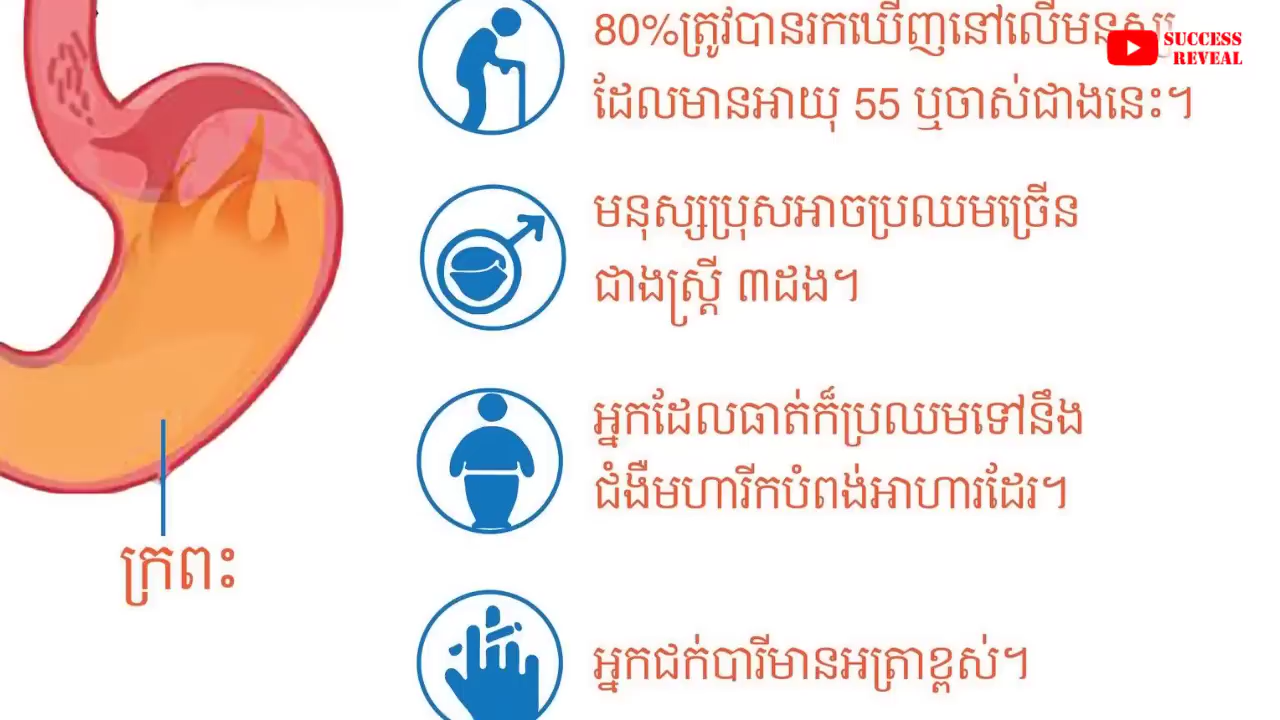 80%ត្រូវបានរកឃើញនៅលើ
SUCCESS
REVEAL
ដែលមានអាយុ 55 ឬចាស់ជាងនេះ។
មនុស្សប្រុសអាចប្រឈមច្រើន
ជាងស្ត្រី ៣ដង។
អ្នកដែលធាត់ក៏ប្រឈមទៅនឹង
ជំងឺមហារីកបំពង់អាហារដែរ។
ក្រពះ
អ្នកជក់បារីមានអត្រាខ្ពស់។